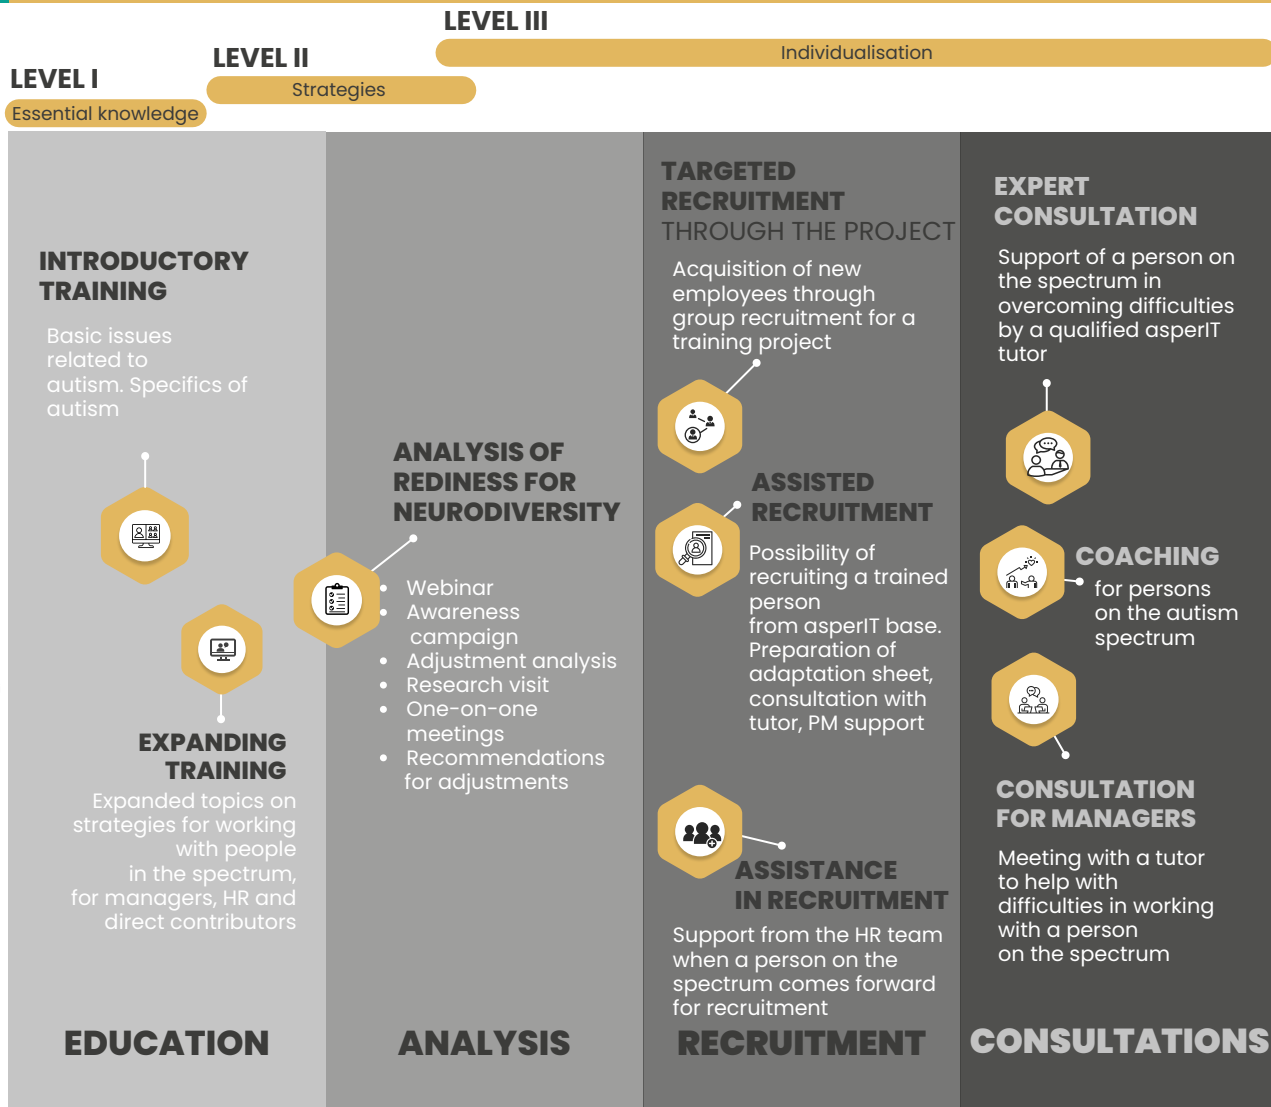 LEVEL III
Individualisation
LEVEL II
Strategies
LEVEL I
Essential knowledge
INTRODUCTORY
TRAINING
Basic issues
related to
autism. Specifics of
autism
EXPANDING
TRAINING
Expanded topics on
strategies for working
with people
in the spectrum,
for managers, HR and
direct contributors
EDUCATION
ANALYSIS OF
REDINESS FOR
NEURODIVERSITY
• Webinar
• Awareness
campaign
• Adjustment analysis
• Research visit
• One-on-one
meetings
• Recommendations
for adjustments
ANALYSIS
TARGETED
RECRUITMENT
THROUGH THE PROJECT
Acquisition of new
employees through
group recruitment for a
training project
ASSISTED
RECRUITMENT
Possibility of
recruiting a trained
person
from asperIT base.
Preparation of
adaptation sheet,
consultation with
tutor, PM support
ASSISTANCE
IN RECRUITMENT
Support from the HR team
when a person on the
spectrum comes forward
for recruitment
RECRUITMENT
EXPERT
CONSULTATION
Support of a person on
the spectrum in
overcoming difficulties
by a qualified asperIT
tutor
COACHING
for persons
on the autism
spectrum
CONSULTATION
FOR MANAGERS
Meeting with a tutor
to help with
difficulties in working
with a person
on the spectrum
CONSULTATIONS